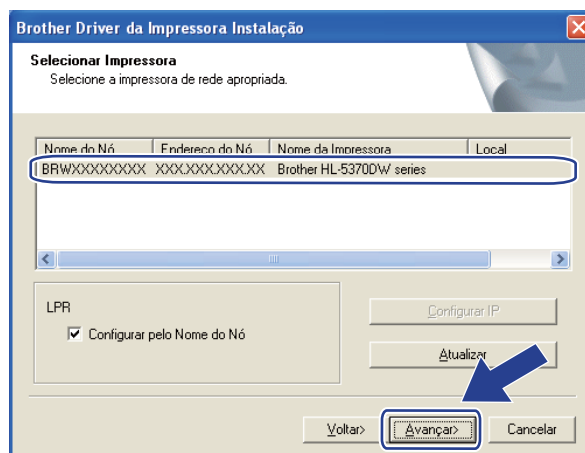 Brother Driver da Impressora Instalação
Selecionar Impressora
Selecione a impressora de rede apropriada.
Nome do Nó Endereço do Nó Nome da Impressora Local
BRWXXXXXXXX XXX.XXX.XXX.XX Brother HL-5370DW series
LPR
Configurar pelo Nome do Nó
Configurar IP
Atualizar
Voltar> Avançar> Cancelar